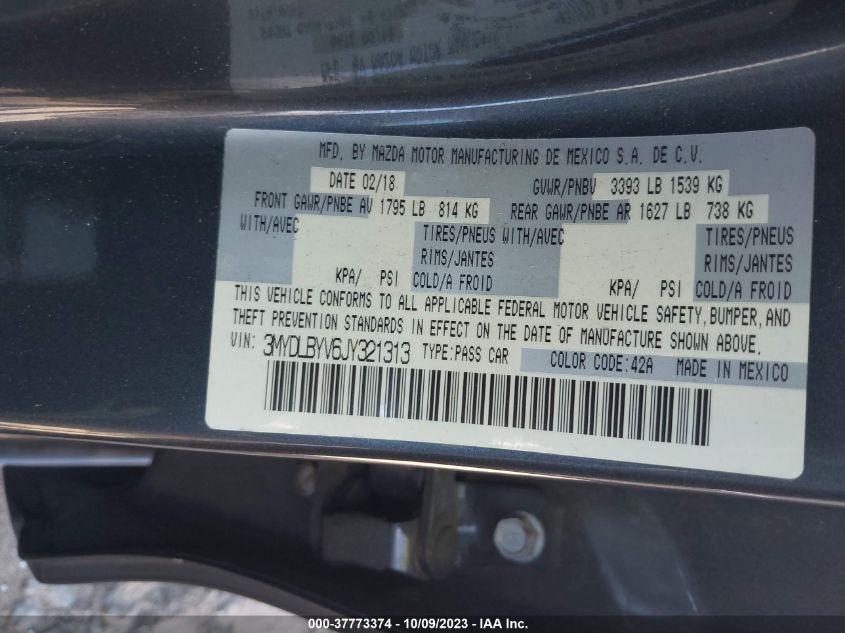 MFD. BY MAZDA MOTOR MANUFACTURING DE MEXICO S.A. DE C.V.
DATE 02/18 GVWR/PNBV 3393 LB 1539 KG
FRONT GAWR/PNBE AV 1795 LB 814 KG REAR GAWR/PNBE AR 1627 LB 738 KG
WITH/AVEC TIRES/PNEUS WITH/AVEC TIRES/PNEUS
RIMS/JANTES RIMS/JANTES
KPA/ PSI COLD/A FROID KPA/ PSI COLD/A FROID
THIS VEHICLE CONFORMS TO ALL APPLICABLE FEDERAL MOTOR VEHICLE SAFETY, BUMPER, AND
THEFT PREVENTION STANDARDS IN EFFECT ON THE DATE OF MANUFACTURE SHOWN ABOVE.
VIN: 3MYDLBYV6JY321313 TYPE:PASS CAR COLOR CODE:42A MADE IN MEXICO
000-37773374 - 10/09/2023 - IAA Inc.